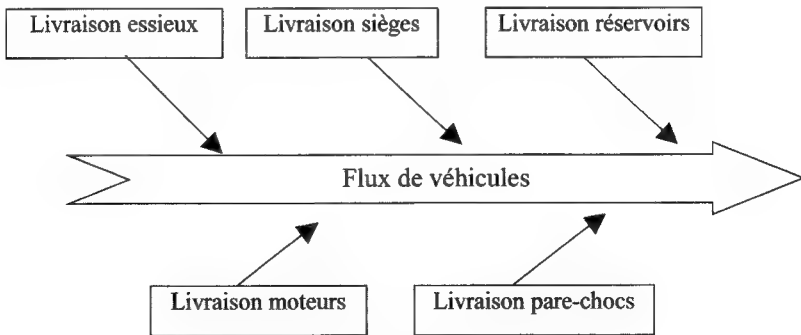 Livraison essieux
Livraison sièges
Livraison réservoirs
Flux de véhicules
Livraison moteurs
Livraison pare-chocs